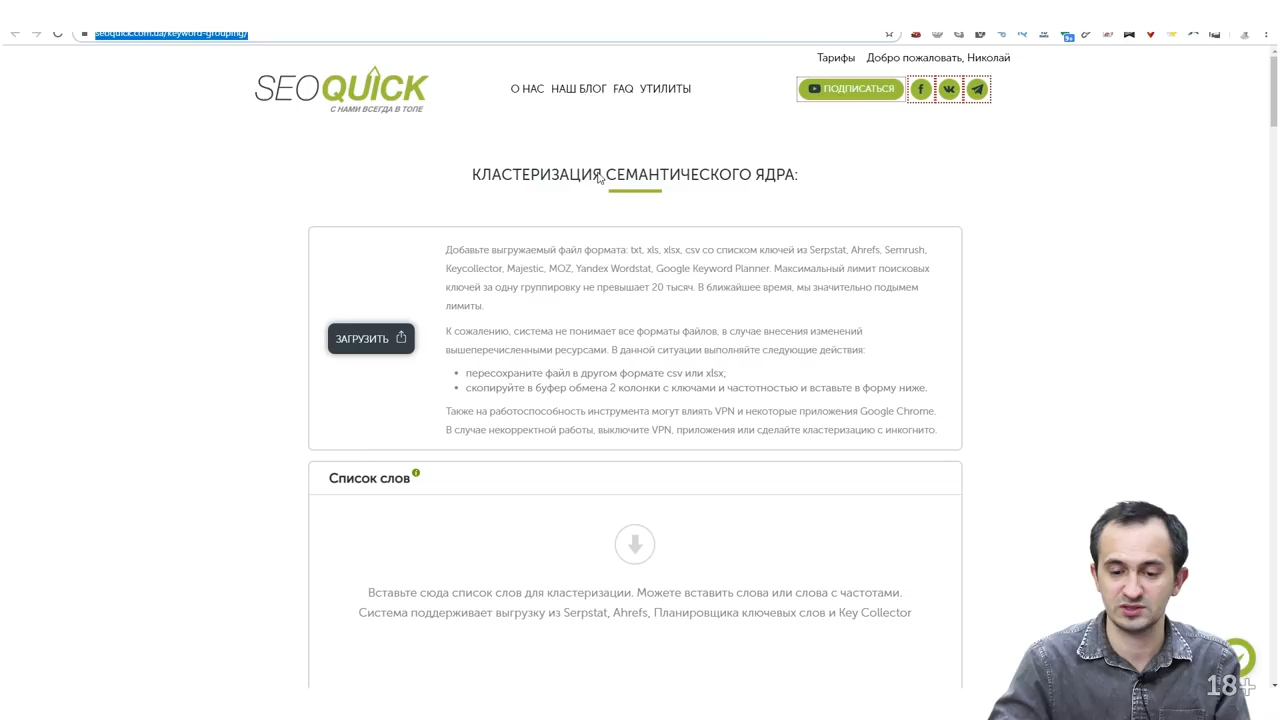 seoquick.com.ua/keyword-grouping/
Тарифы Добро пожаловать, Николай
SEOQUICK
С НАМИ ВСЕГДА В ТОПЕ
О НАС НАШ БЛОГ FAQ УТИЛИТЫ
ПОДПИСАТЬСЯ
КЛАСТЕРИЗАЦИЯ СЕМАНТИЧЕСКОГО ЯДРА:
Добавьте выгружаемый файл формата: txt, xls, xlsx, csv со списком ключей из Serpstat, Ahrefs, Semrush,
Keycollector, Majestic, MOZ, Yandex Wordstat, Google Keyword Planner. Максимальный лимит поисковых
ключей за одну группировку не превышает 20 тысяч. В ближайшее время, мы значительно подымем
лимиты.
ЗАГРУЗИТЬ
К сожалению, система не понимает все форматы файлов, в случае внесения изменений
вышеперечисленными ресурсами. В данной ситуации выполняйте следующие действия:
• пересохраните файл в другом формате csv или xlsx;
• скопируйте в буфер обмена 2 колонки с ключами и частотностью и вставьте в форму ниже.
Также на работоспособность инструмента могут влиять VPN и некоторые приложения Google Chrome.
В случае некорректной работы, выключите VPN, приложения или сделайте кластеризацию с инкогнито.
Список слов
Вставьте сюда список слов для кластеризации. Можете вставить слова или слова с частотами.
Система поддерживает выгрузку из Serpstat, Ahrefs, Планировщика ключевых слов и Key Collector
18+